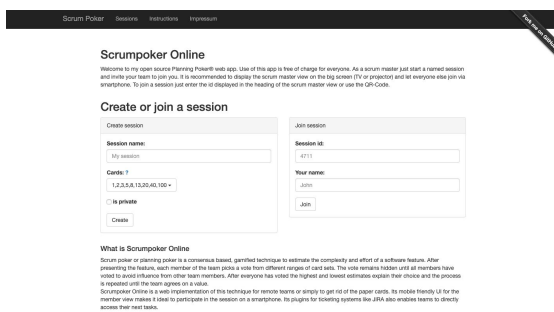 Scrum Poker Sessions Instructions Impressum
Fork me on GitHub
Scrumpoker Online
Welcome to my open source Planning Poker® web app. Use of this app is free of charge for everyone. As a scrum master just start a named session
and invite your team to join you. It is recommended to display the scrum master view on the big screen (TV or projector) and let everyone else join via
smartphone. To join a session just enter the id displayed in the heading of the scrum master view or use the QR-Code.
Create or join a session
Create session
Session name:
My session
Cards: ?
1,2,3,5,8,13,20,40,100
is private
Create
Join session
Session id:
4711
Your name:
John
Join
What is Scrumpoker Online
Scrum poker or planning poker is a consensus based, gamified technique to estimate the complexity and effort of a software feature. After
presenting the feature, each member of the team picks a vote from different ranges of card sets. The vote remains hidden until all members have
voted to avoid influence from other team members. After everyone has voted the highest and lowest estimates explain their choice and the process
is repeated until the team agrees on a value.
Scrumpoker Online is a web implementation of this technique for remote teams or simply to get rid of the paper cards. Its mobile friendly UI for the
member view makes it ideal to participate in the session on a smartphone. Its plugins for ticketing systems like JIRA also enables teams to directly
access their next tasks.